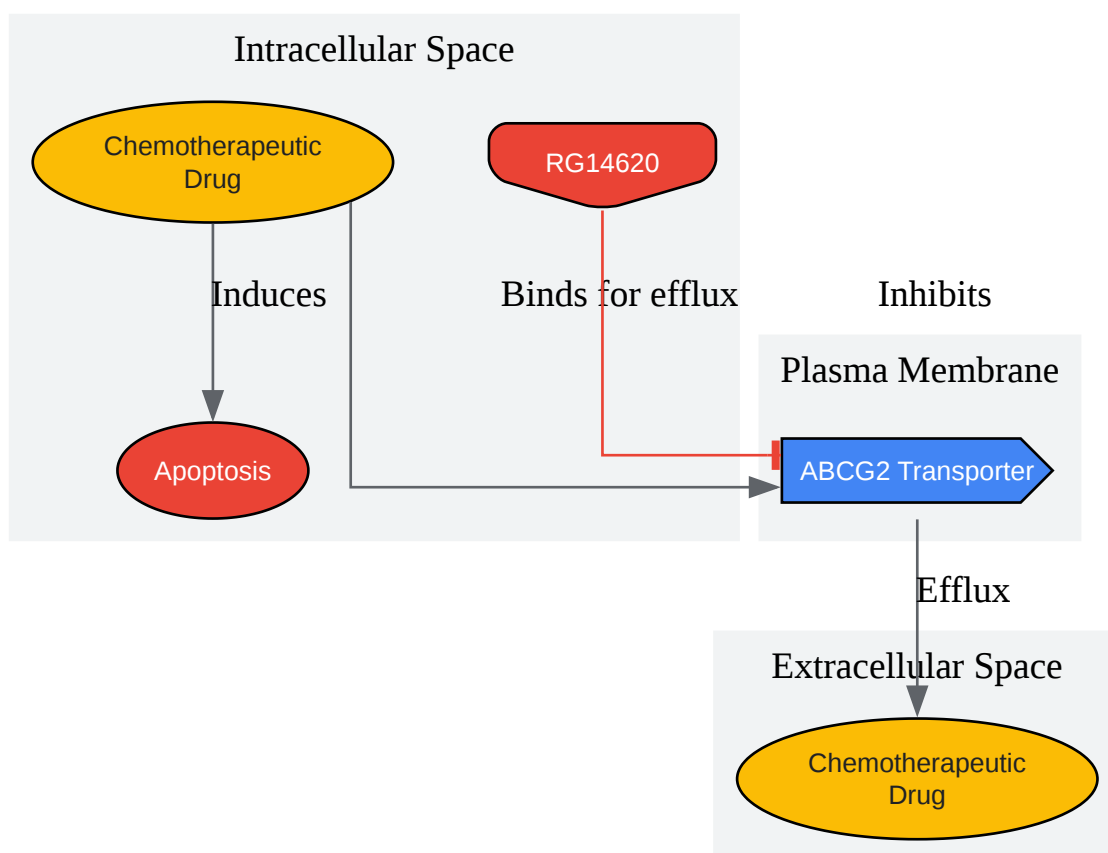 Intracellular Space
Chemotherapeutic
Drug
RG14620
Induces
Binds for efflux
Inhibits
Plasma Membrane
Apoptosis
ABCG2 Transporter
Efflux
Extracellular Space
Chemotherapeutic
Drug